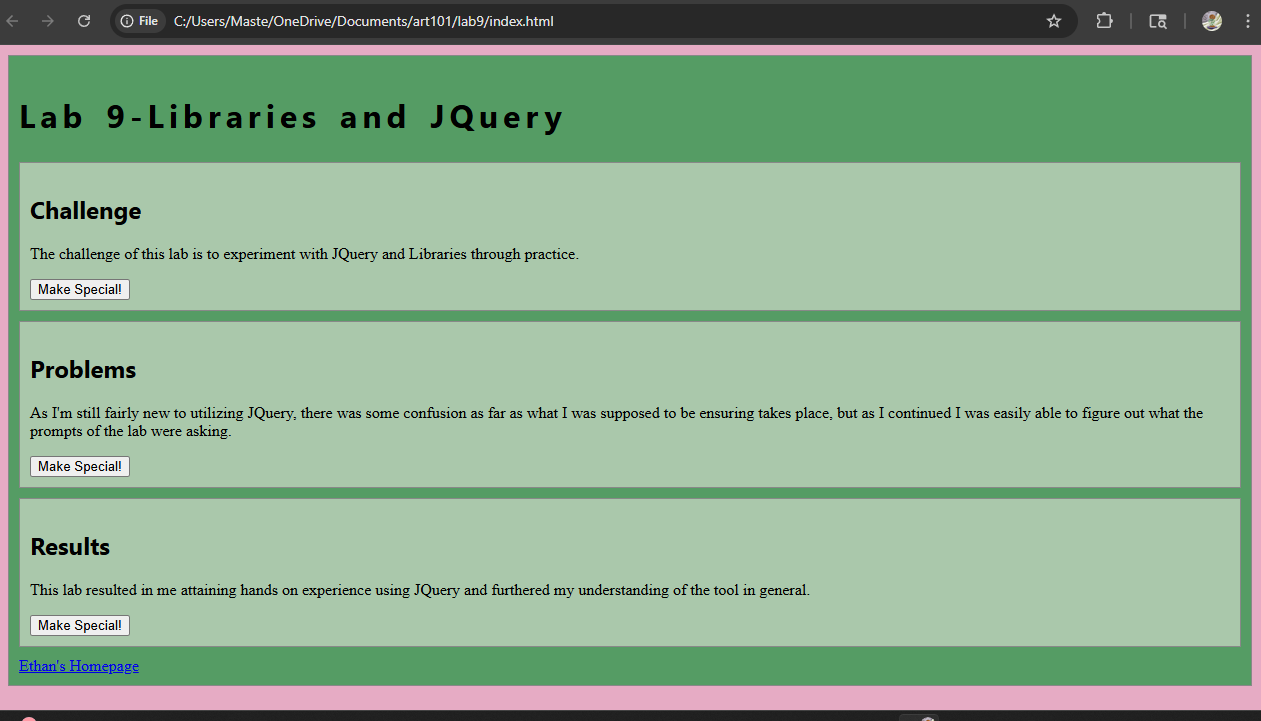 File C:/Users/Maste/OneDrive/Documents/art101/lab9/index.html
Lab 9-Libraries and JQuery
Challenge
The challenge of this lab is to experiment with JQuery and Libraries through practice.
Make Special!
Problems
As I'm still fairly new to utilizing JQuery, there was some confusion as far as what I was supposed to be ensuring takes place, but as I continued I was easily able to figure out what the
prompts of the lab were asking.
Make Special!
Results
This lab resulted in me attaining hands on experience using JQuery and furthered my understanding of the tool in general.
Make Special!
Ethan's Homepage